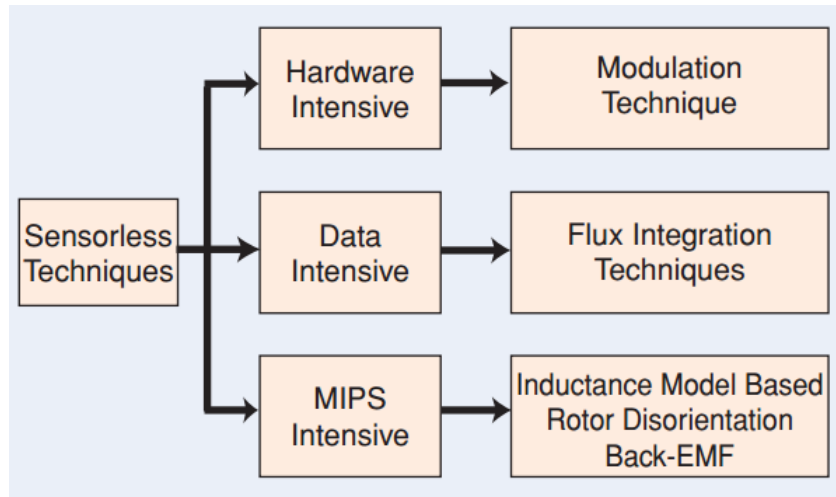 Hardware
Intensive
Modulation
Technique
Sensorless
Techniques
Data
Intensive
Flux Integration
Techniques
MIPS
Intensive
Inductance Model Based
Rotor Disorientation
Back-EMF